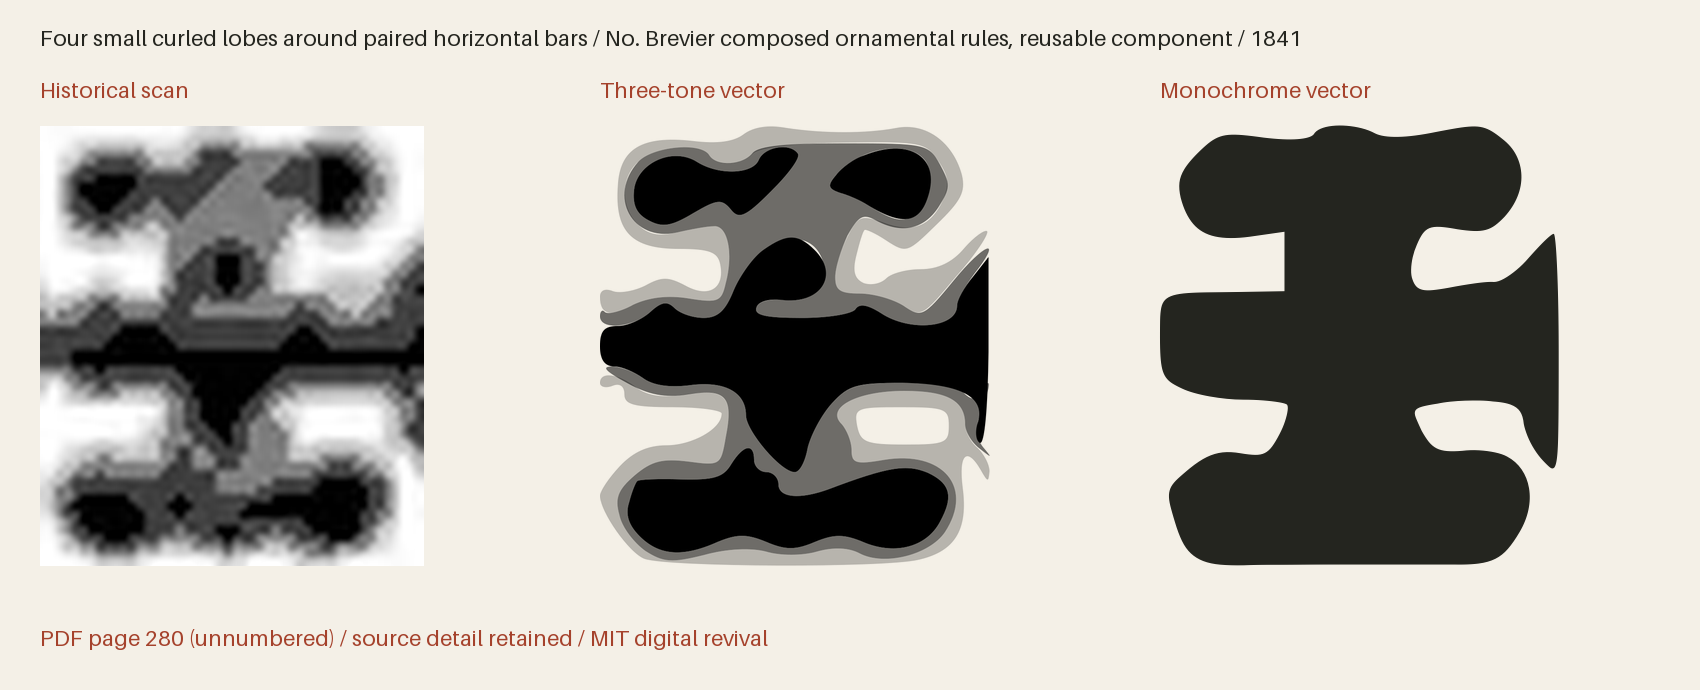 Four small curled lobes around paired horizontal bars / No. Brevier composed ornamental rules, reusable component / 1841
Historical scan
Three-tone vector
Monochrome vector
PDF page 280 (unnumbered) / source detail retained / MIT digital revival